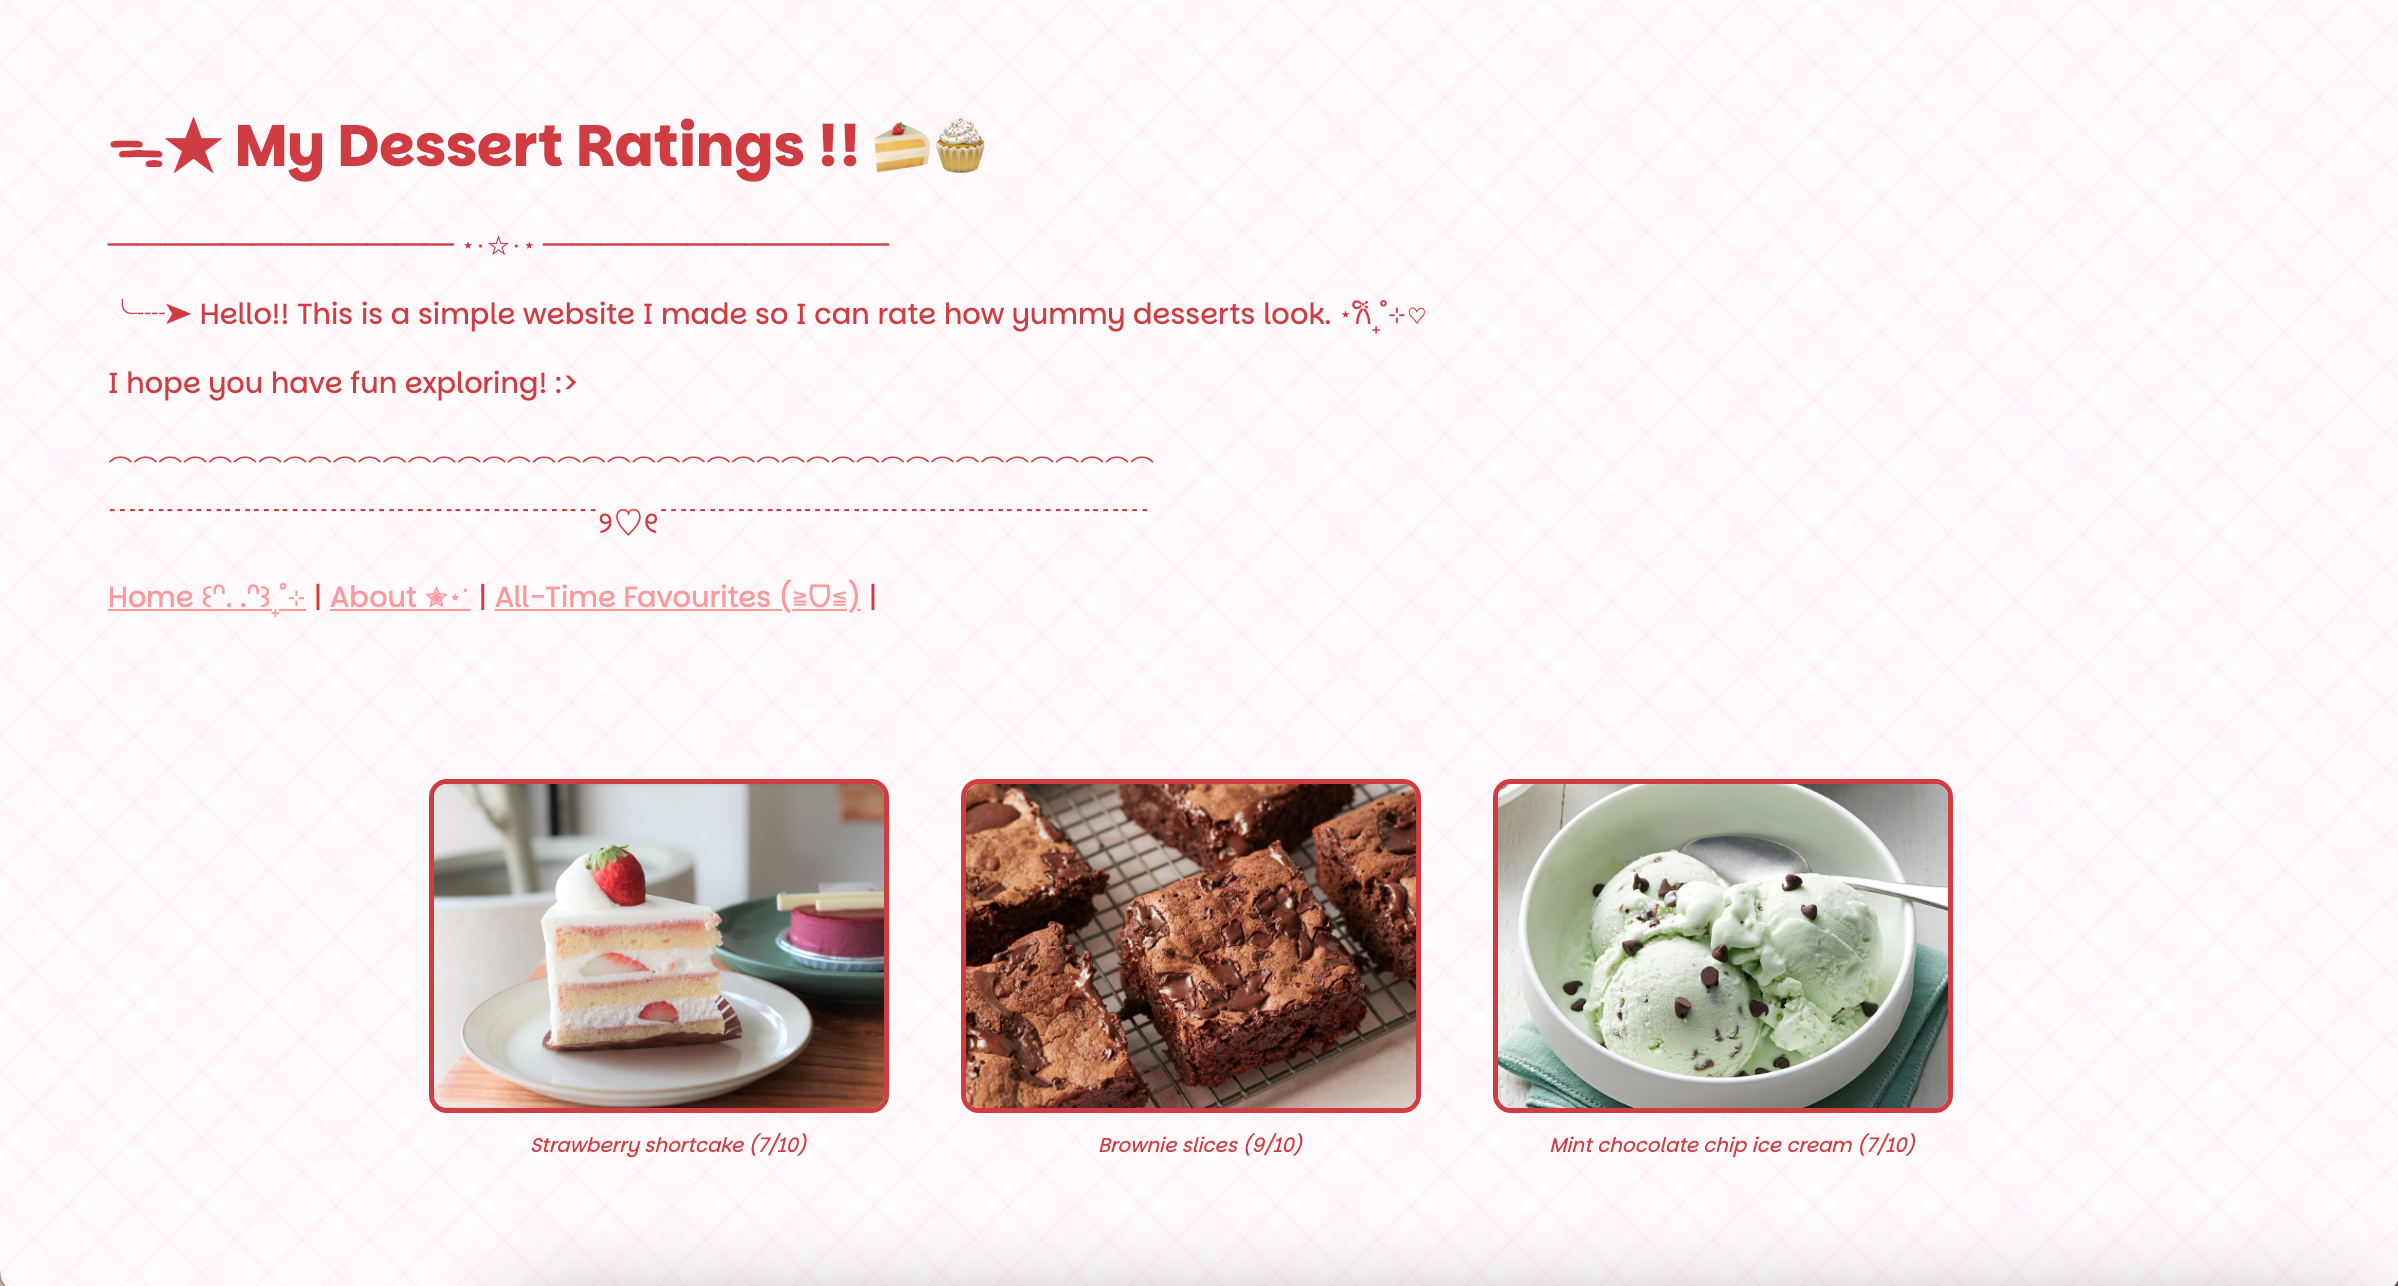 =★ My Dessert Ratings !! 🍰🧁
──────────── ⋆⋅☆⋅⋆ ────────────
╰┈➤ Hello!! This is a simple website I made so I can rate how yummy desserts look. ⋆𐙚₊˚⊹♡
I hope you have fun exploring! :>
⏜⏜⏜⏜⏜⏜⏜⏜⏜⏜⏜⏜⏜⏜⏜⏜⏜⏜⏜⏜⏜⏜⏜⏜⏜⏜⏜⏜⏜⏜⏜⏜⏜⏜⏜⏜⏜⏜⏜⏜⏜⏜
--------------------------------୨♡୧--------------------------------
Home ꒰ᐢ. .ᐢ꒱₊˚⊹ | About ✯⋆˙ | All-Time Favourites (≧ᗜ≦) |
Strawberry shortcake (7/10)
Brownie slices (9/10)
Mint chocolate chip ice cream (7/10)